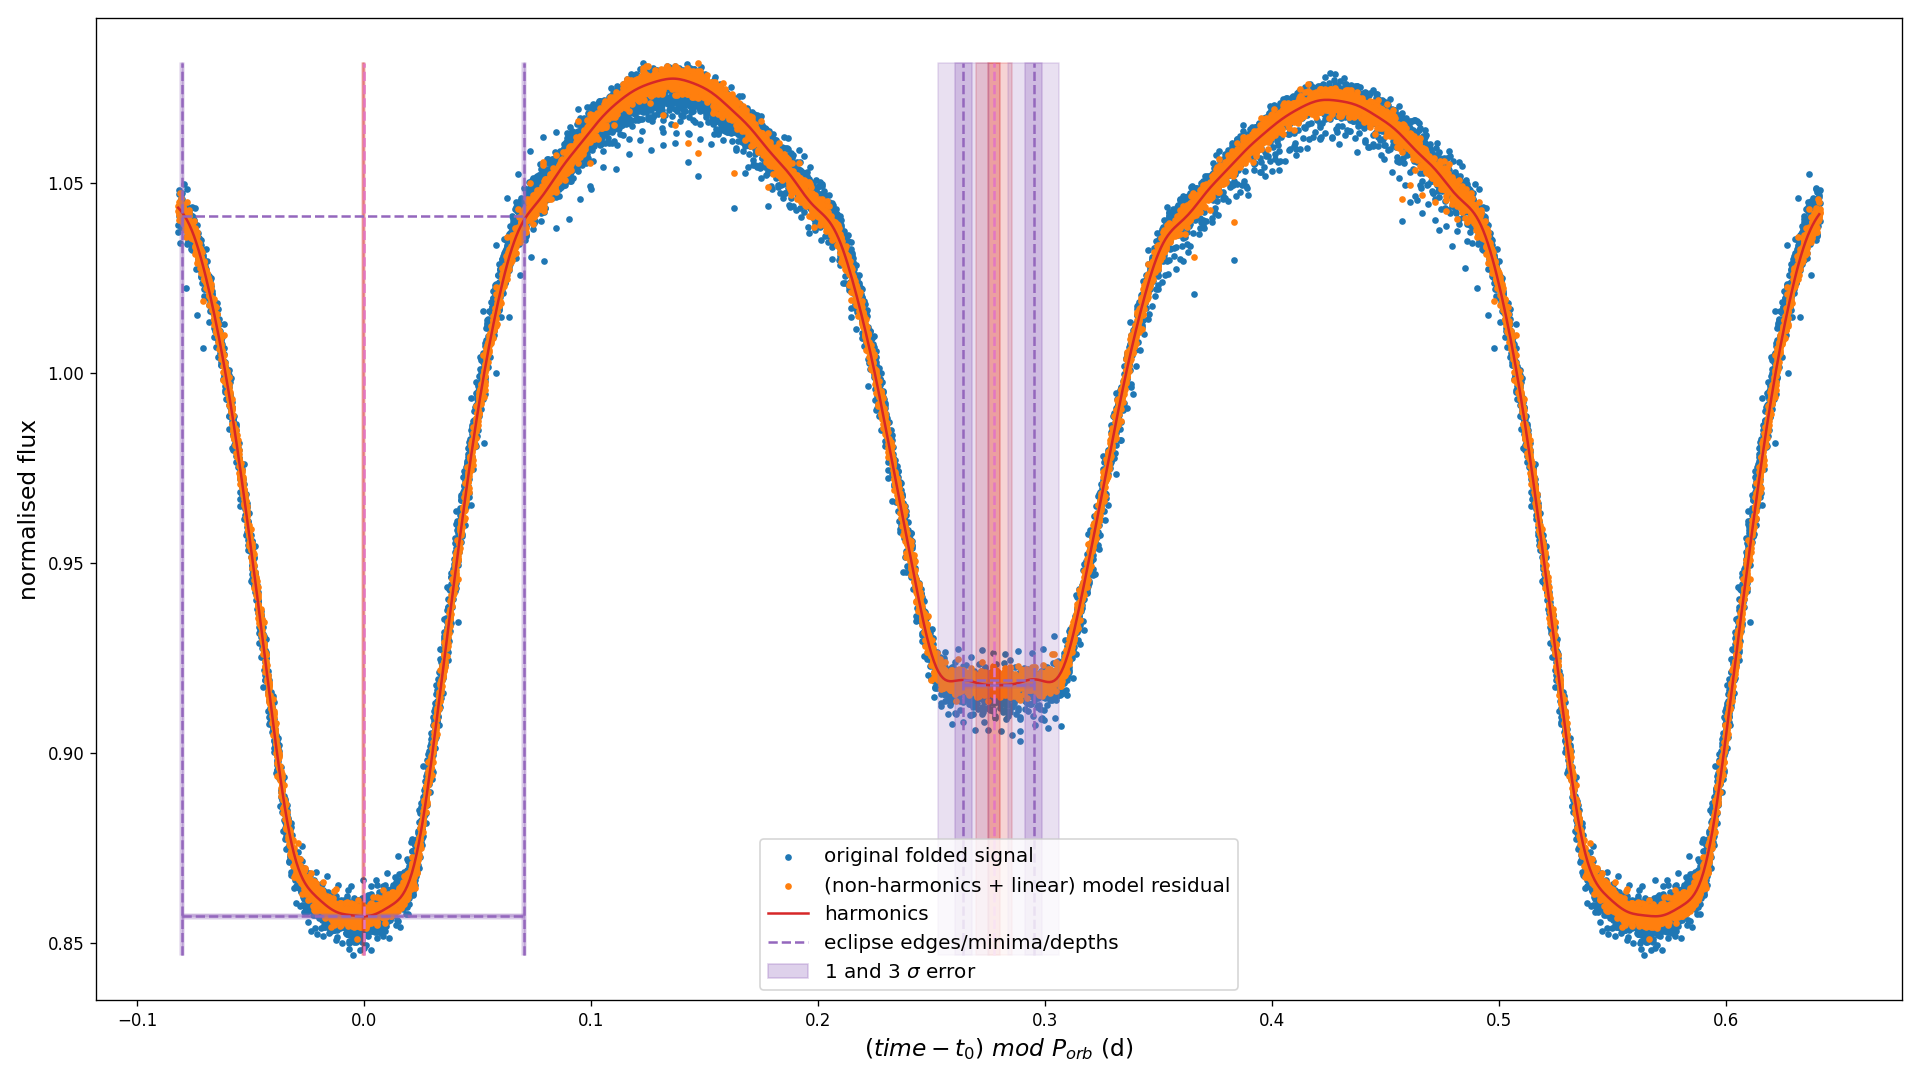 normalised flux
1.05
1.00
0.95
0.90
0.85
original folded signal
(non-harmonics + linear) model residual
harmonics
eclipse edges/minima/depths
1 and 3 σ error
−0.1 0.0 0.1 0.2 0.3 0.4 0.5 0.6
(time − t₀) mod Pₒᵣb (d)